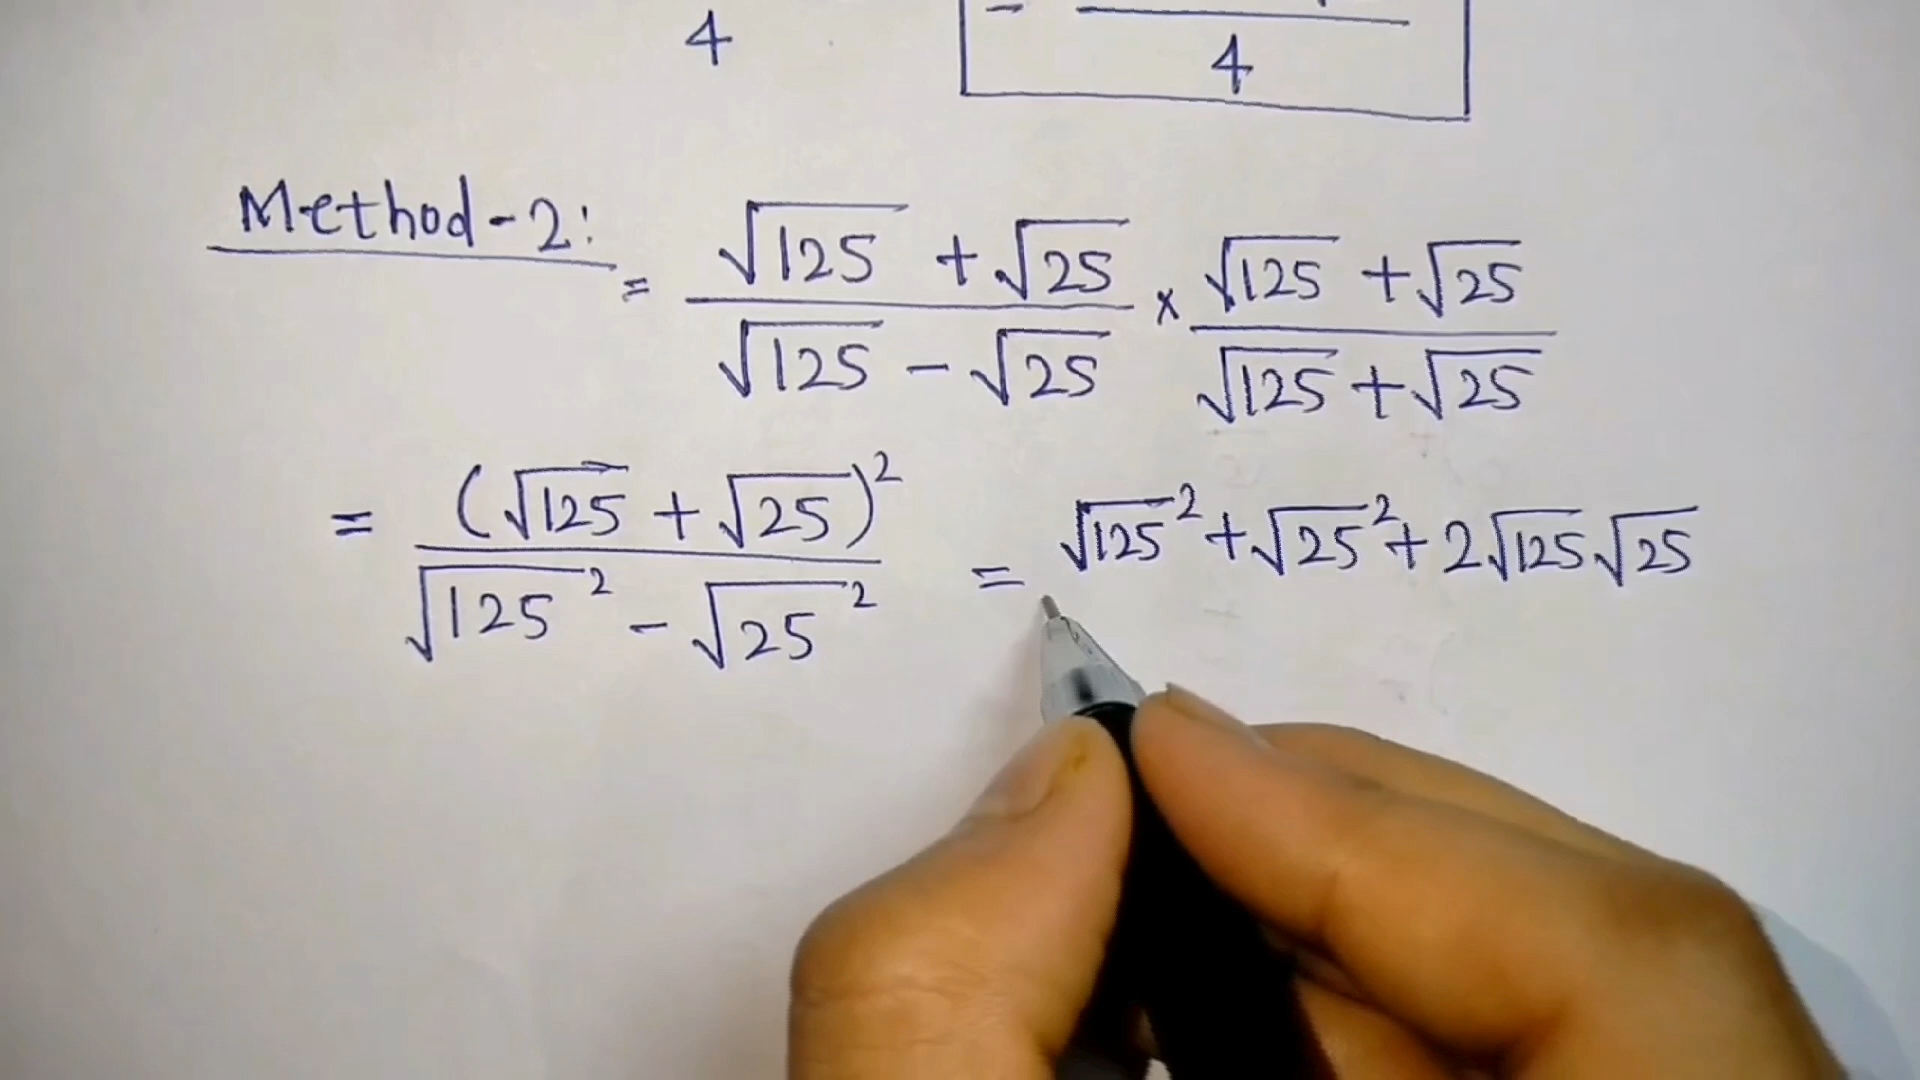 4 = 4
Method-2:
= (√125 + √25)/(√125 - √25) × (√125 + √25)/(√125 + √25)
= (√125 + √25)²/(√125² - √25²) = √125² + √25² + 2√125√25